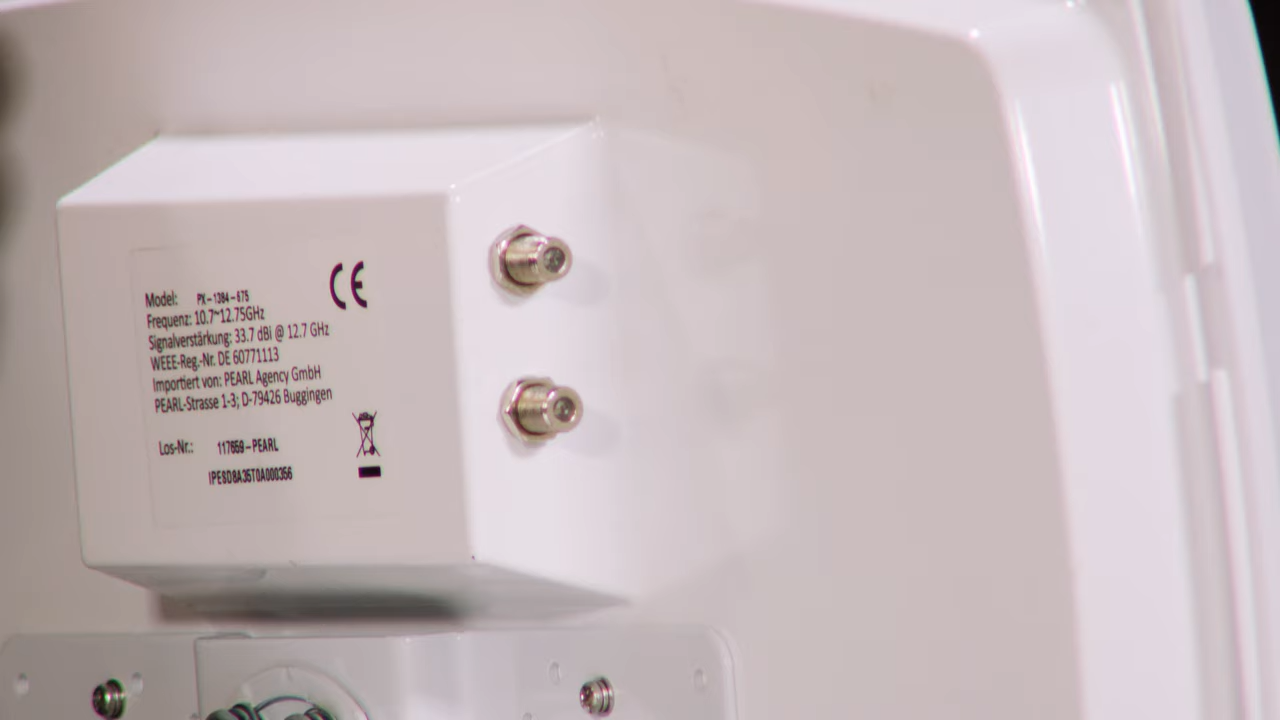 CE
Model: PX-1384-675
Frequenz: 10.7~12.75GHz
Signalverstärkung: 33.7 dBi @ 12.7 GHz
WEEE-Reg.-Nr. DE 60771113
Importiert von: PEARL Agency GmbH
PEARL-Strasse 1-3; D-79426 Buggingen
Los-Nr.: 117659-PEARL
IPESD8A35T0A000356